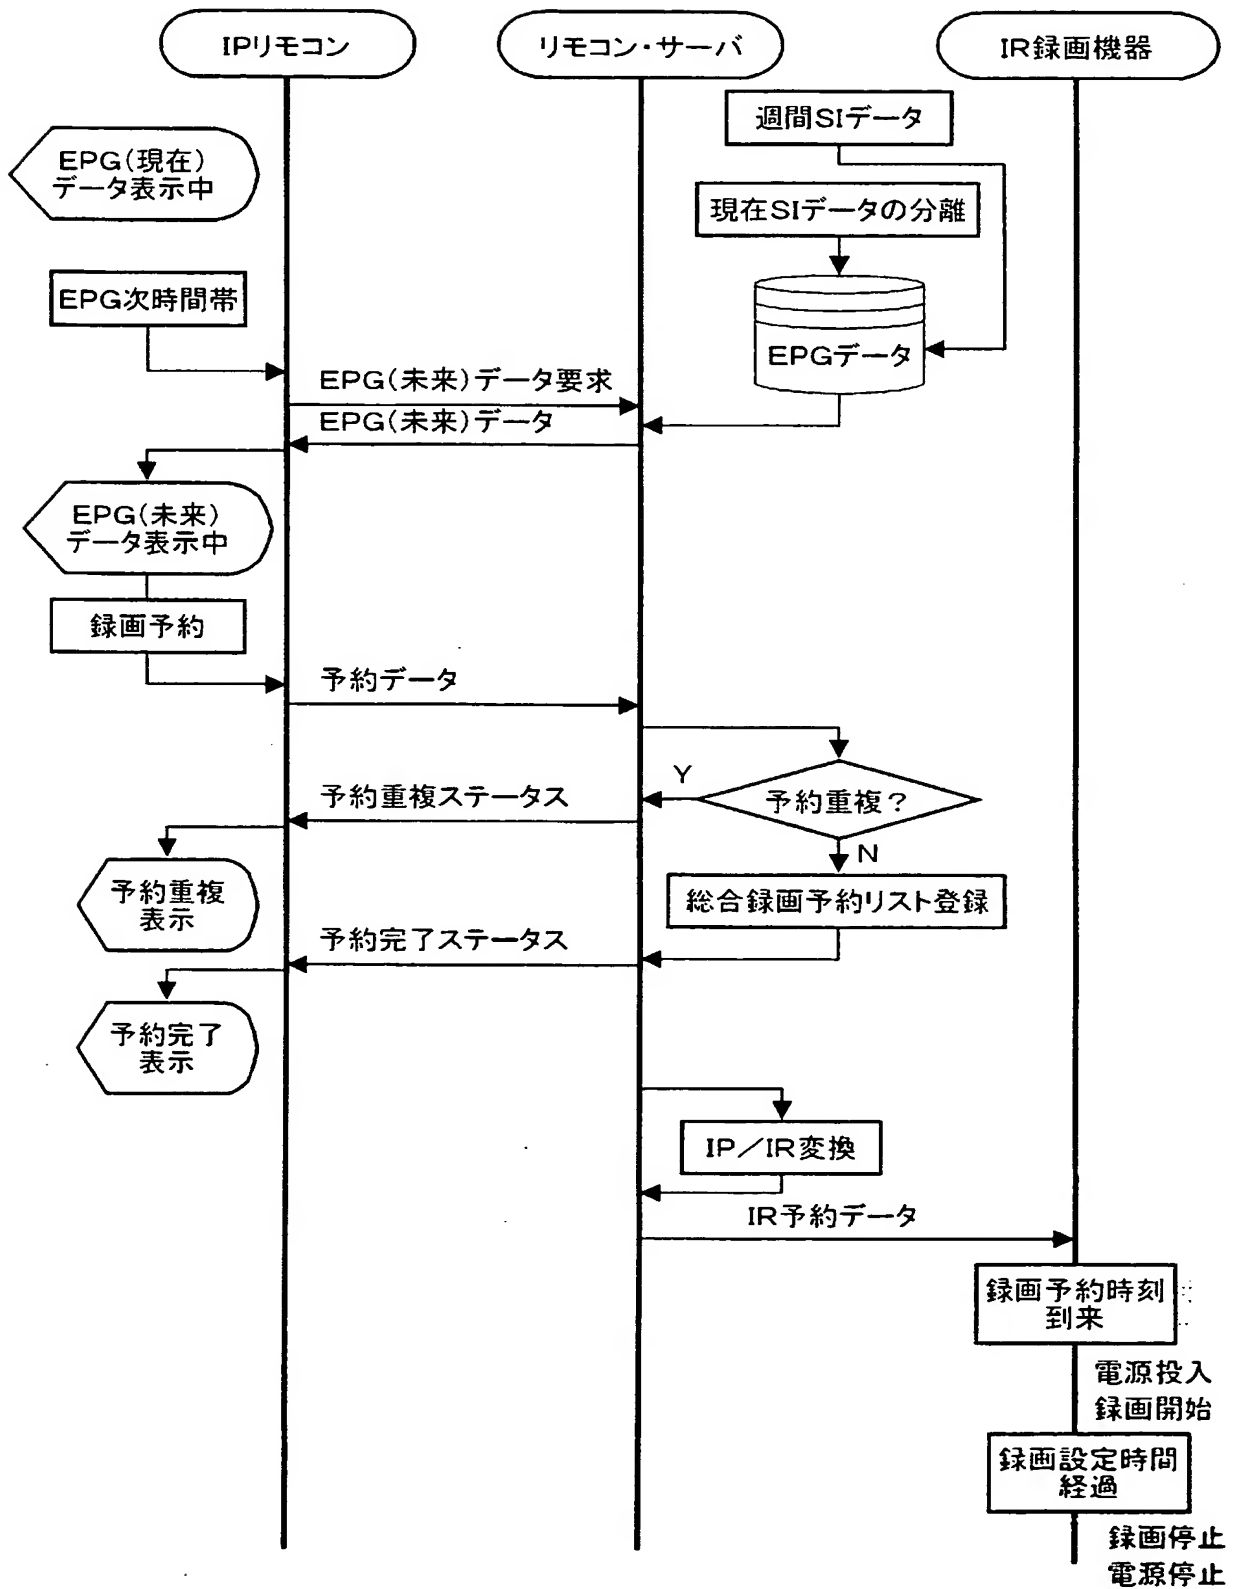 IPリモコン
リモコン・サーバ
IR録画機器
週間SIデータ
EPG(現在)
データ表示中
現在SIデータの分離
EPG次時間帯
EPGデータ
EPG(未来)データ要求
EPG(未来)データ
EPG(未来)
データ表示中
録画予約
予約データ
Y
予約重複?
予約重複ステータス
N
予約重複
表示
総合録画予約リスト登録
予約完了ステータス
予約完了
表示
IP/IR変換
IR予約データ
録画予約時刻
到来
電源投入
録画開始
録画設定時間
経過
録画停止
電源停止